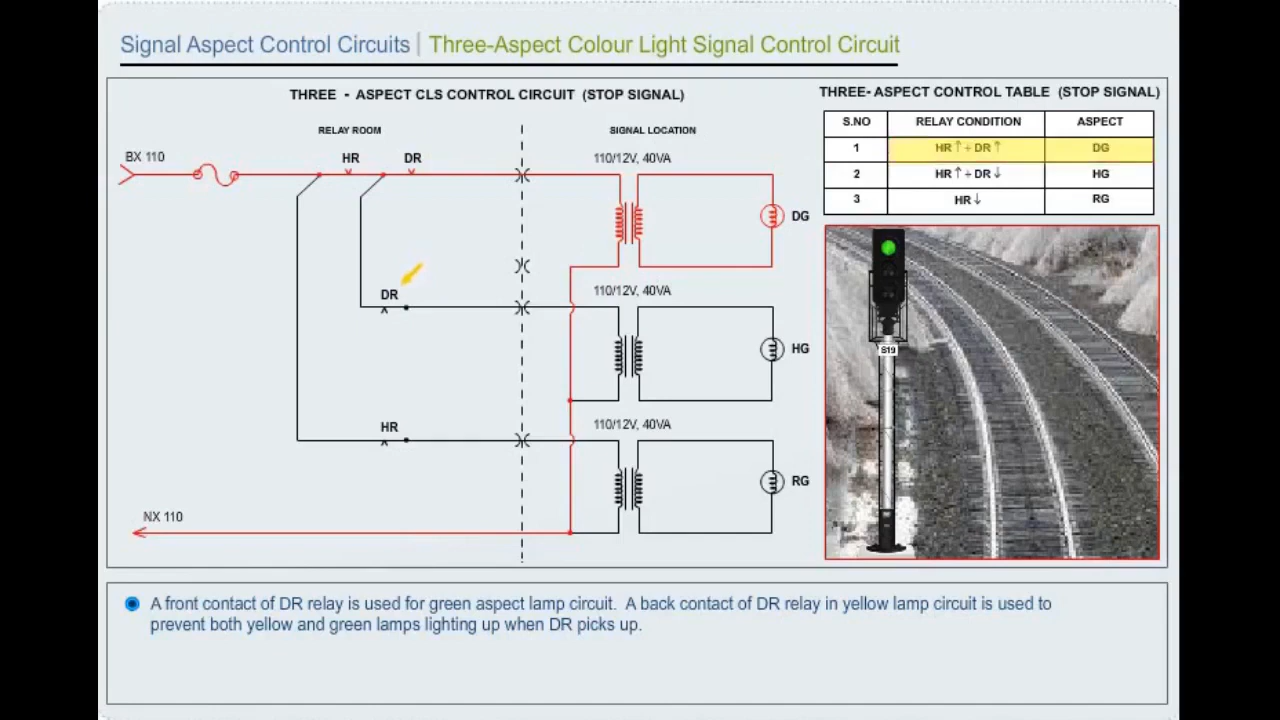 Signal Aspect Control Circuits | Three-Aspect Colour Light Signal Control Circuit
THREE - ASPECT CLS CONTROL CIRCUIT (STOP SIGNAL)
RELAY ROOM
SIGNAL LOCATION
BX 110
HR
DR
110/12V, 40VA
DG
DR
110/12V, 40VA
HG
HR
110/12V, 40VA
RG
NX 110
THREE- ASPECT CONTROL TABLE (STOP SIGNAL)
S.NO RELAY CONDITION ASPECT
1 HR ↑ + DR ↑ DG
2 HR ↑ + DR ↓ HG
3 HR ↓ RG
S19
A front contact of DR relay is used for green aspect lamp circuit. A back contact of DR relay in yellow lamp circuit is used to
prevent both yellow and green lamps lighting up when DR picks up.